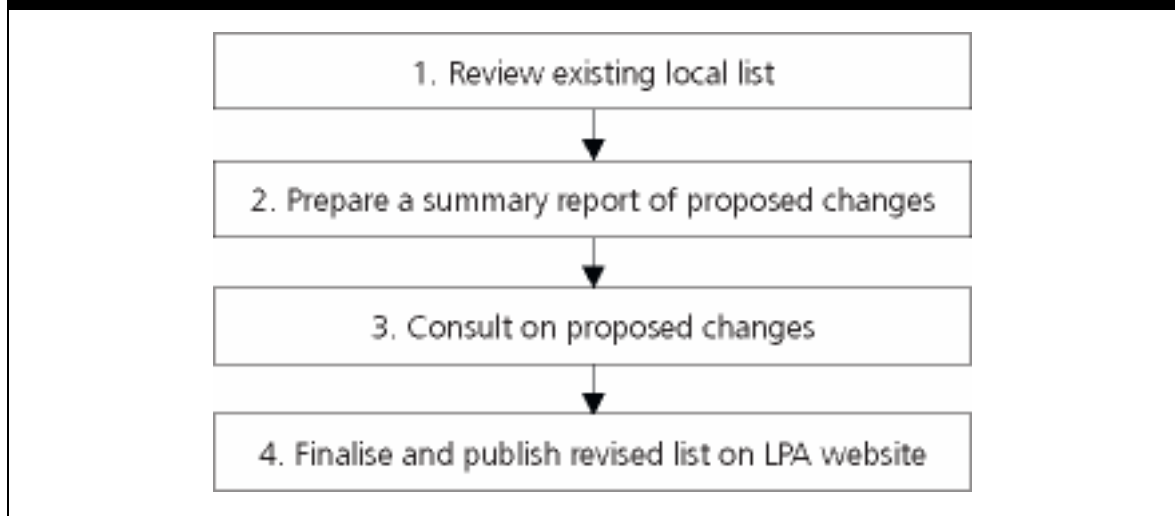 1. Review existing local list
2. Prepare a summary report of proposed changes
3. Consult on proposed changes
4. Finalise and publish revised list on LPA website